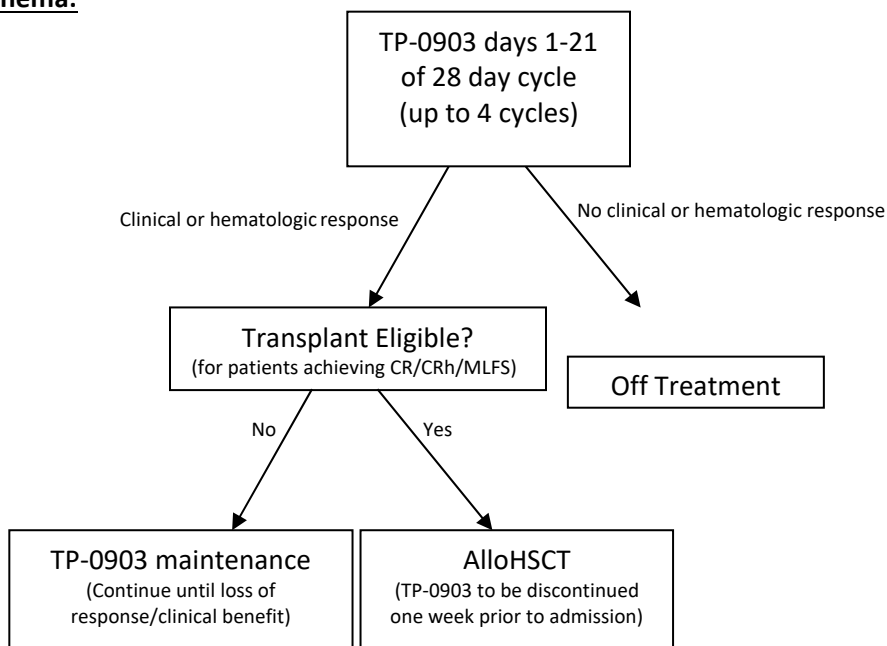 TP-0903 days 1-21
of 28 day cycle
(up to 4 cycles)
Clinical or hematologic response
No clinical or hematologic response
Transplant Eligible?
(for patients achieving CR/CRh/MLFS)
Off Treatment
No
Yes
TP-0903 maintenance
(Continue until loss of
response/clinical benefit)
AlloHSCT
(TP-0903 to be discontinued
one week prior to admission)